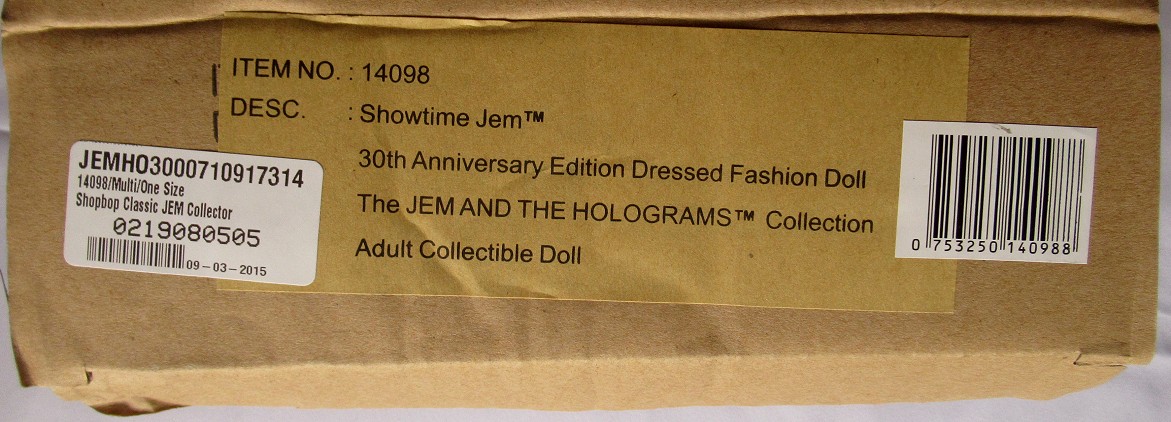 ITEM NO. : 14098
DESC. : Showtime Jem™
30th Anniversary Edition Dressed Fashion Doll
The JEM AND THE HOLOGRAMS™ Collection
Adult Collectible Doll
JEMHO3000710917314
14098/Multi/One Size
Shopbop Classic JEM Collector
0219080505
09-03-2015
0 753250 140988